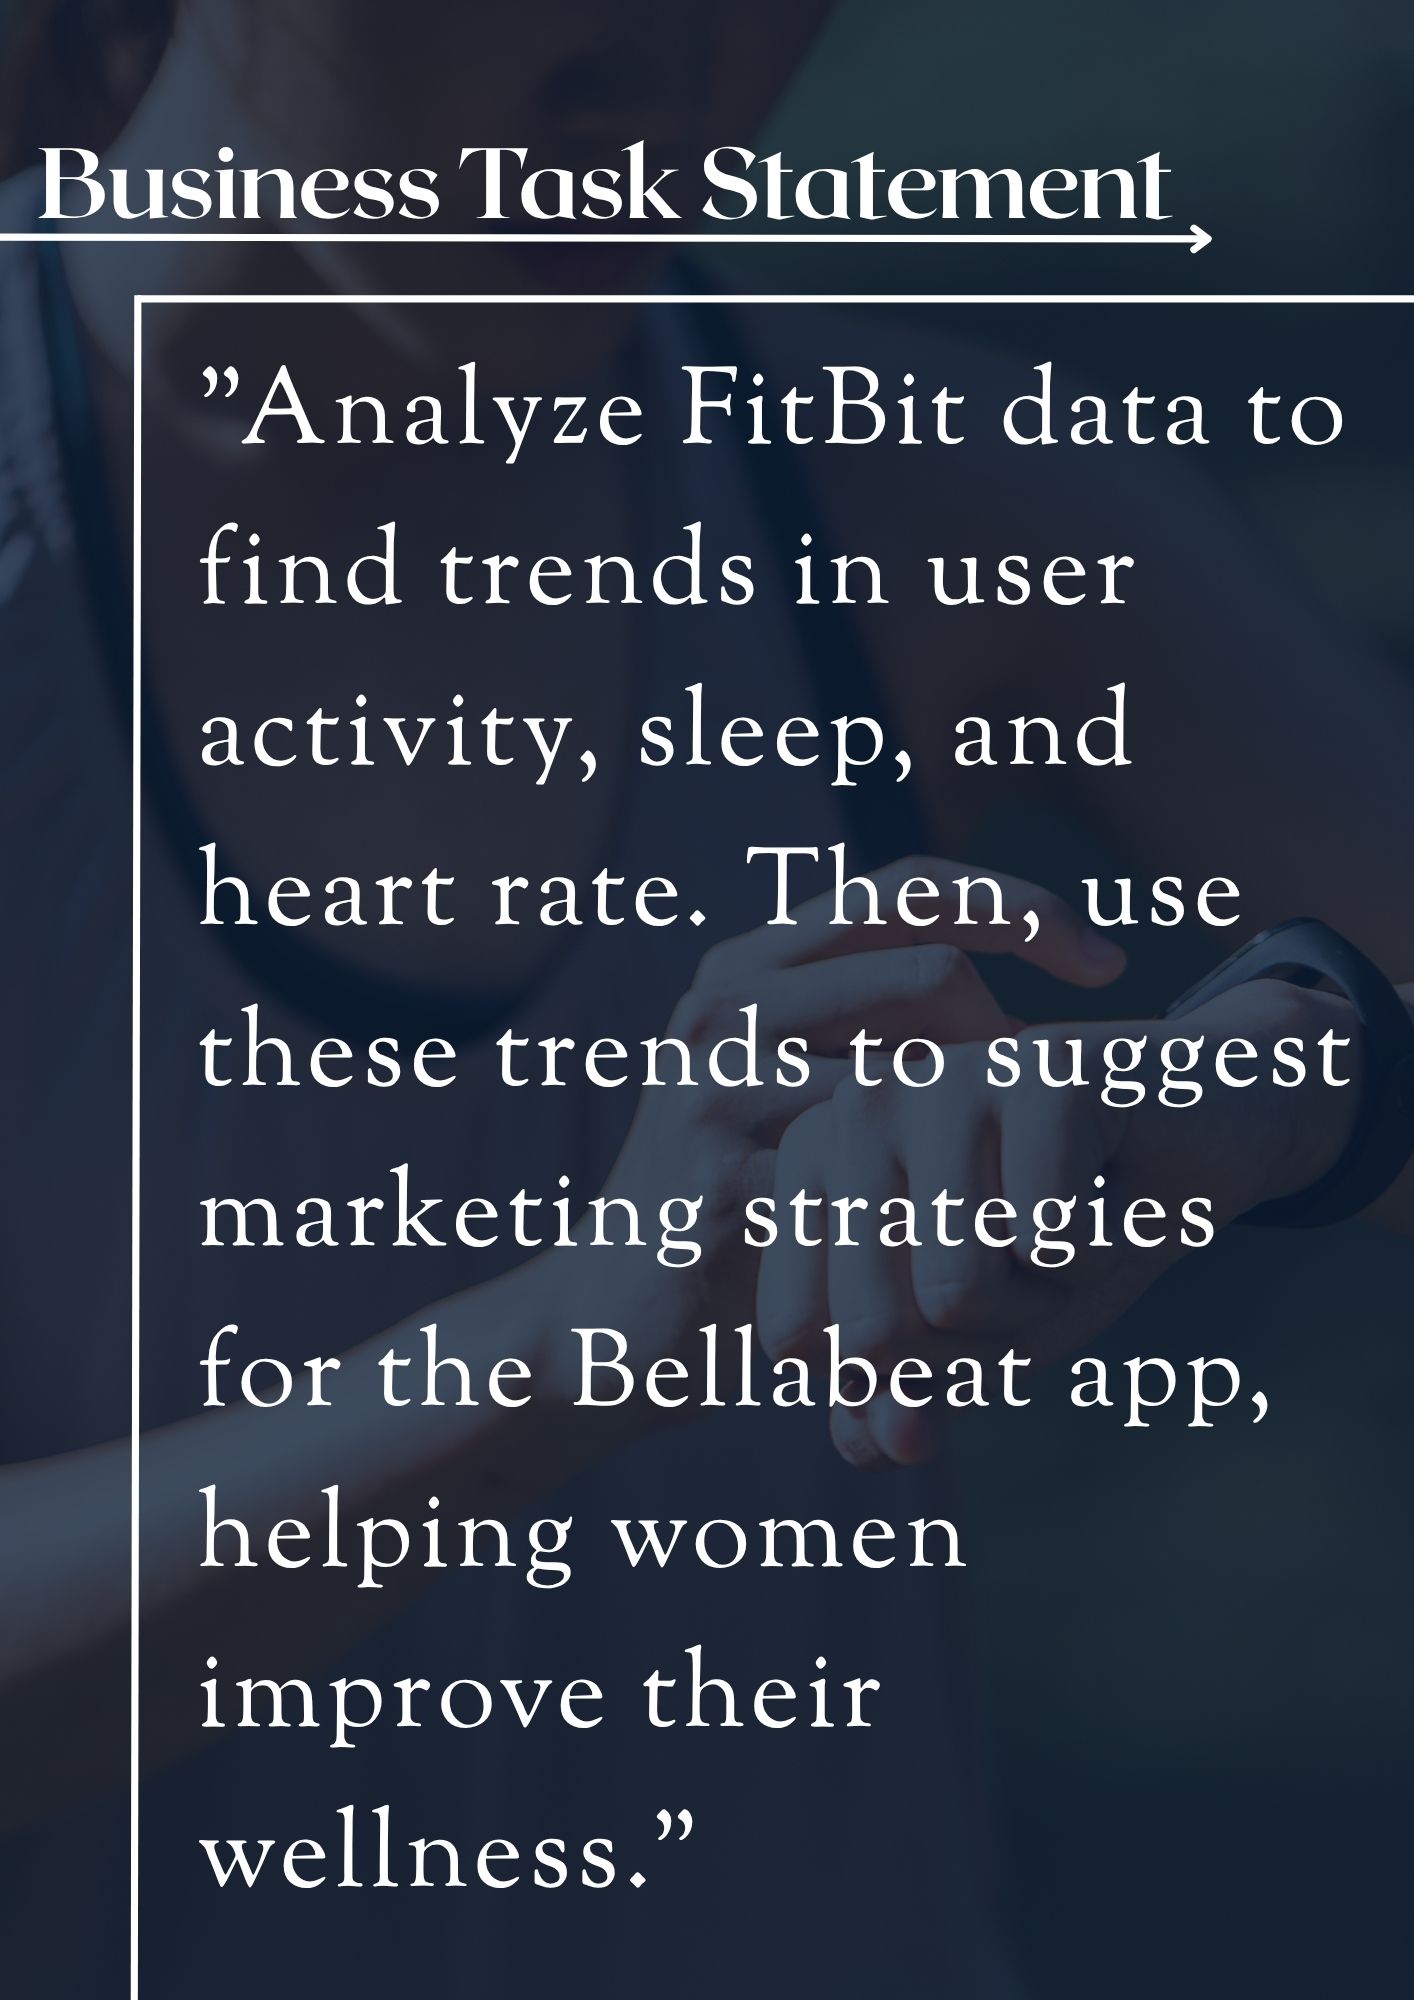 Business Task Statement
”Analyze FitBit data to
find trends in user
activity, sleep, and
heart rate. Then, use
these trends to suggest
marketing strategies
for the Bellabeat app,
helping women
improve their
wellness.”